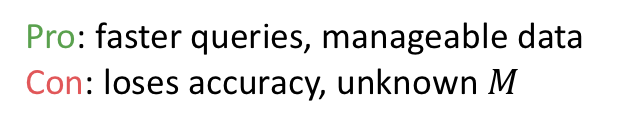 Pro: faster queries, manageable data
Con: loses accuracy, unknown M